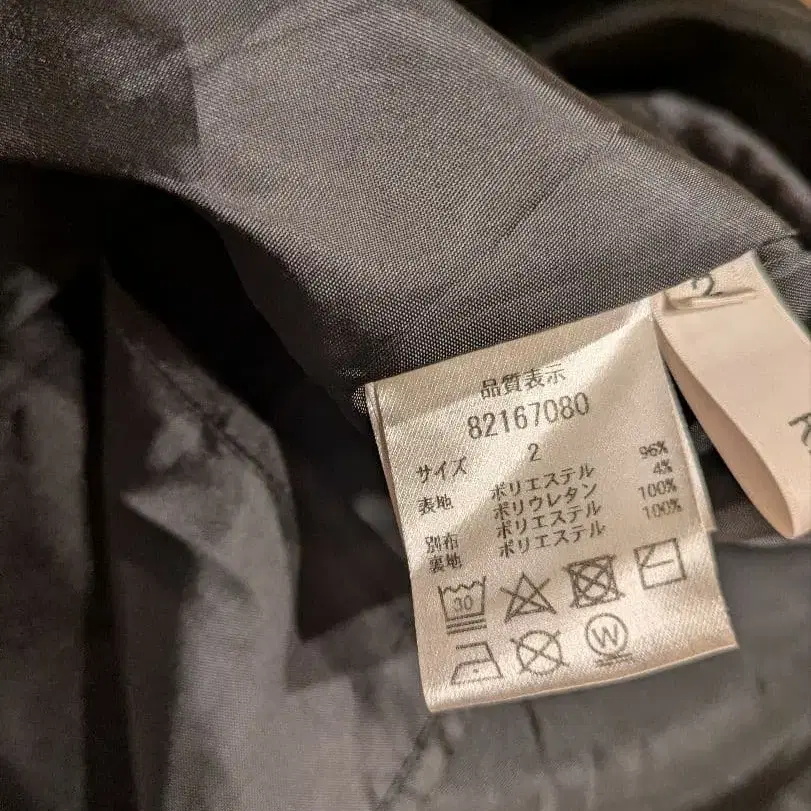 品質表示
82167080
サイズ 2
表地 ポリエステル 96%
ポリウレタン 4%
別布 ポリエステル 100%
裏地 ポリエステル 100%
30
W
2